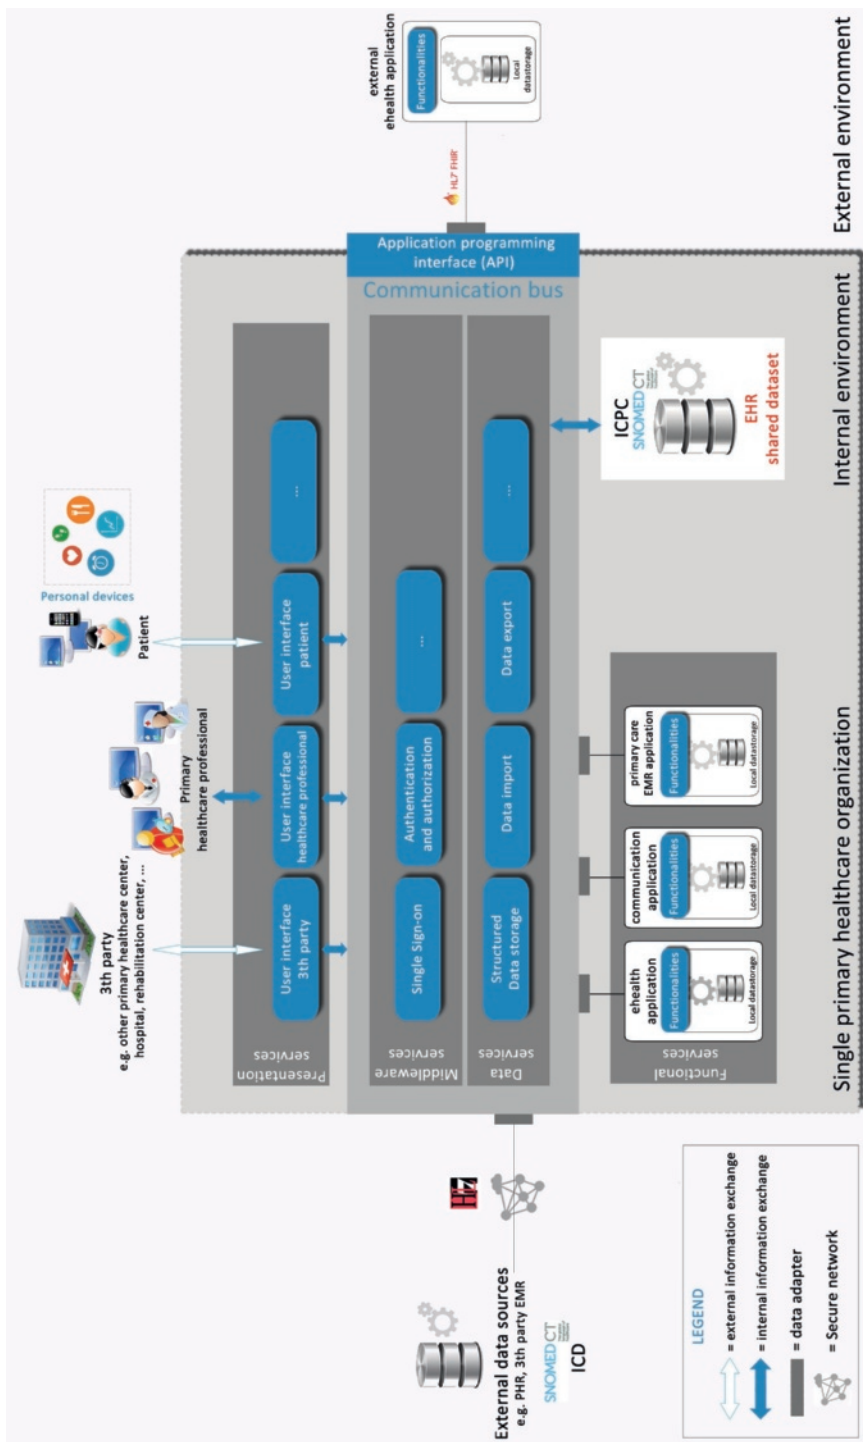 3th party
e.g. other primary healthcare center,
hospital, rehabilitation center, ...
Primary
healthcare professional
Patient
Personal devices
external
ehealth application
Functionalities
Local
datastorage
HL7 FHIR
Presentation
services
User interface
3th party
User interface
healthcare professional
User interface
patient
...
Application programming
interface (API)
Communication bus
Middleware
services
Single Sign-on
Authentication
and authorization
...
Data
services
Structured
Data storage
Data import
Data export
...
External data sources
e.g. PHR, 3th party EMR
SNOMED CT
ICD
HL7
Functional
services
ehealth
application
Functionalities
Local datastorage
communication
application
Functionalities
Local datastorage
primary care
EMR application
Functionalities
Local datastorage
ICPC
SNOMED CT
EHR
shared dataset
Single primary healthcare organization
Internal environment
External environment
LEGEND
= external information exchange
= internal information exchange
= data adapter
= Secure network